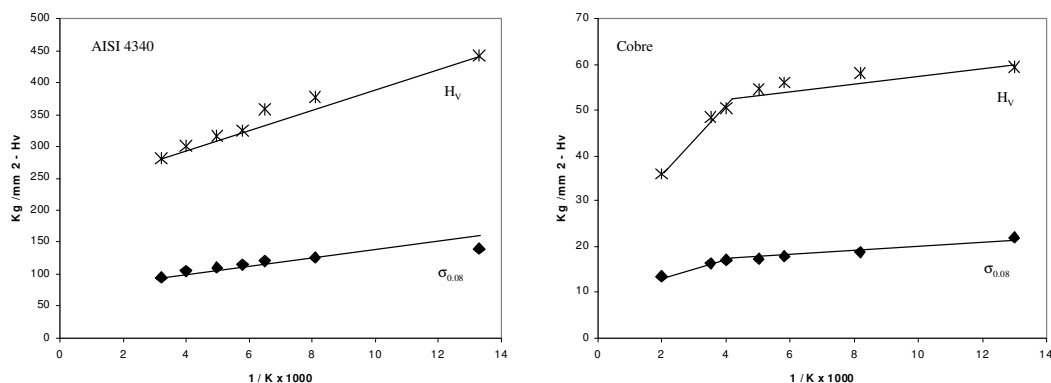 500
450
400
350
300
250
200
150
100
50
0
0 2 4 6 8 10 12 14
1 / K x 1000
Kg /mm 2 - Hv
AISI 4340
H_V
σ_0.08
70
60
50
40
30
20
10
0
0 2 4 6 8 10 12 14
1 / K x 1000
Kg /mm 2 - Hv
Cobre
H_V
σ_0.08